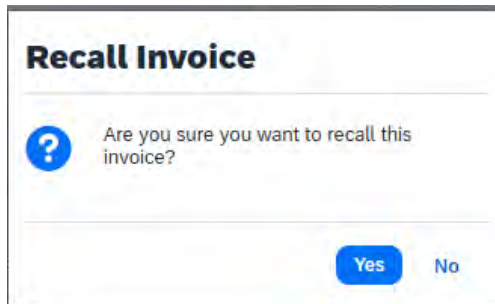 Recall Invoice
Are you sure you want to recall this
invoice?
Yes No